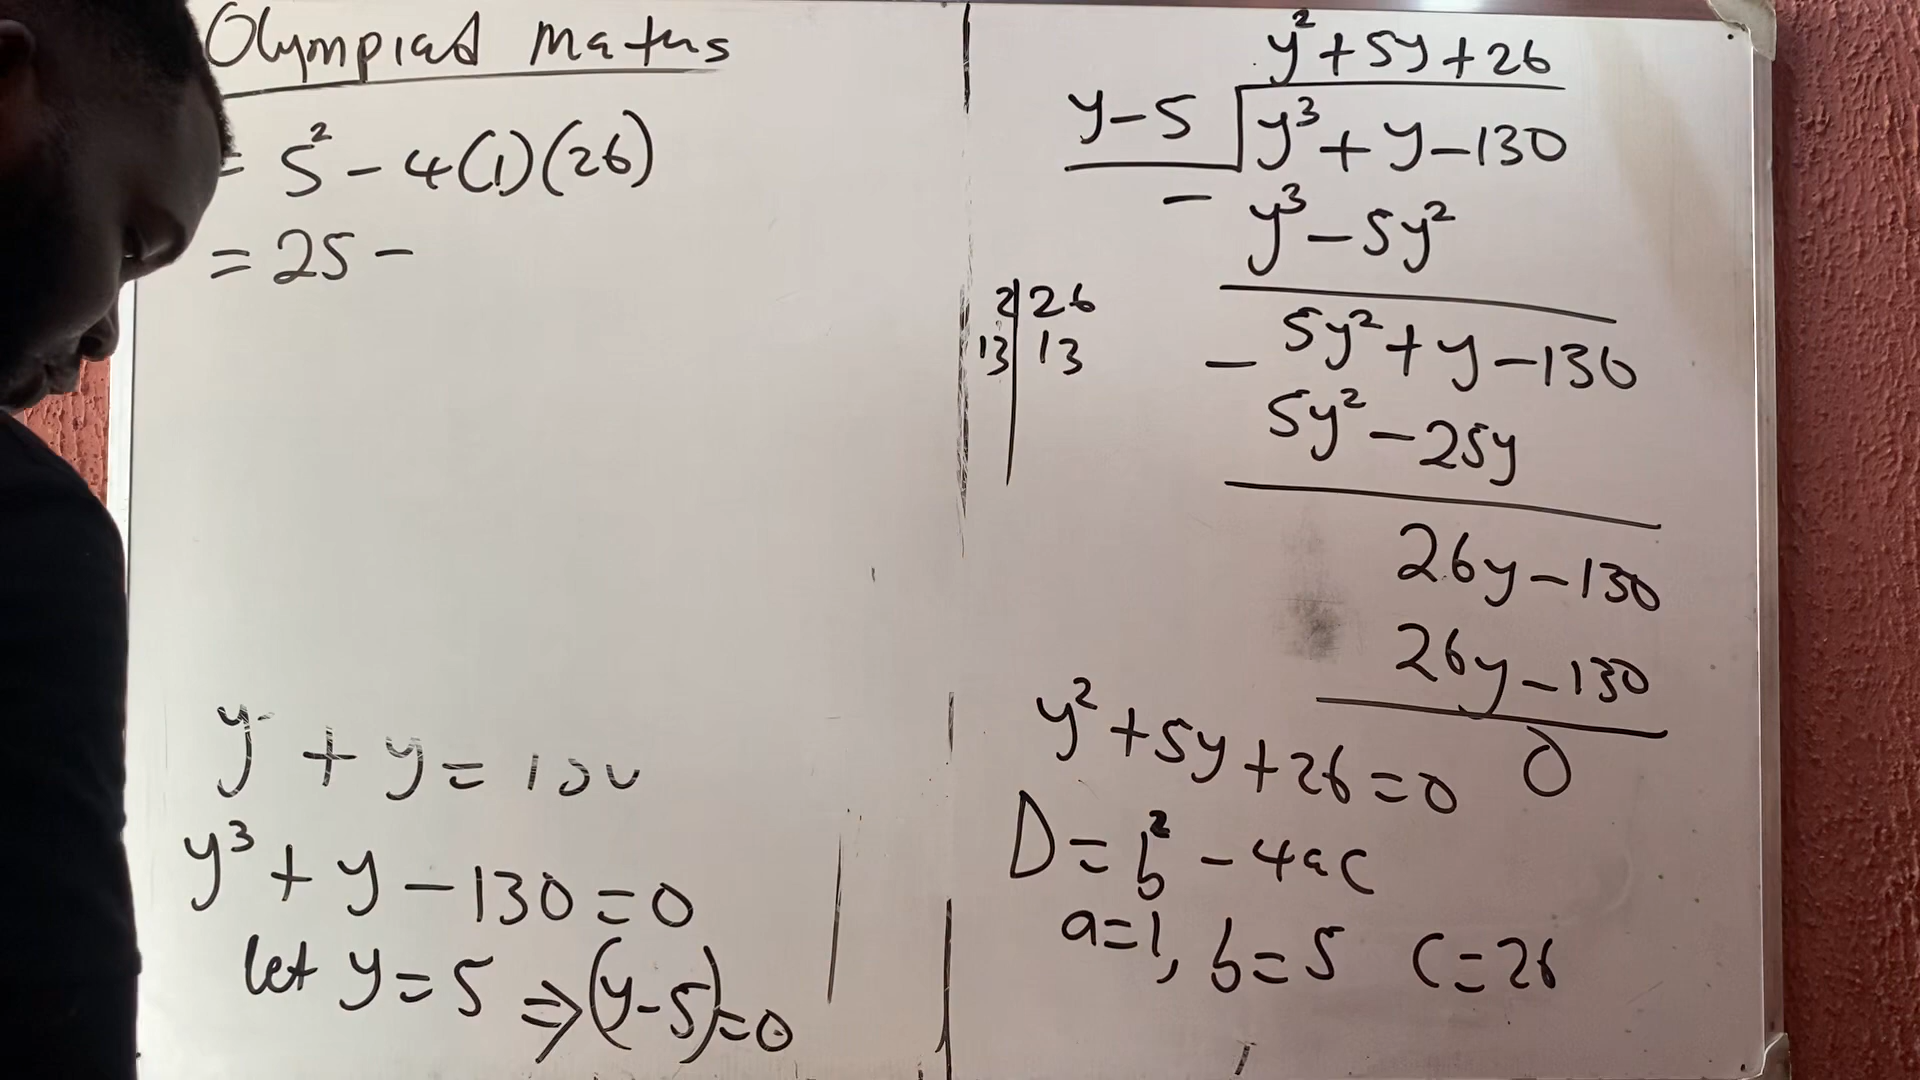 Olympiad maths
= 5² - 4(1)(26)
= 25 -
y + y =
y³ + y - 130 = 0
let y = 5 ⇒ (y-5) = 0
y² + 5y + 26
y - 5 | y³ + y - 130
- y³ - 5y²
5y² + y - 130
- 5y² - 25y
26y - 130
26y - 130
0
2 | 26
13 | 13
y² + 5y + 26 = 0
D = b² - 4ac
a = 1, b = 5 c = 26